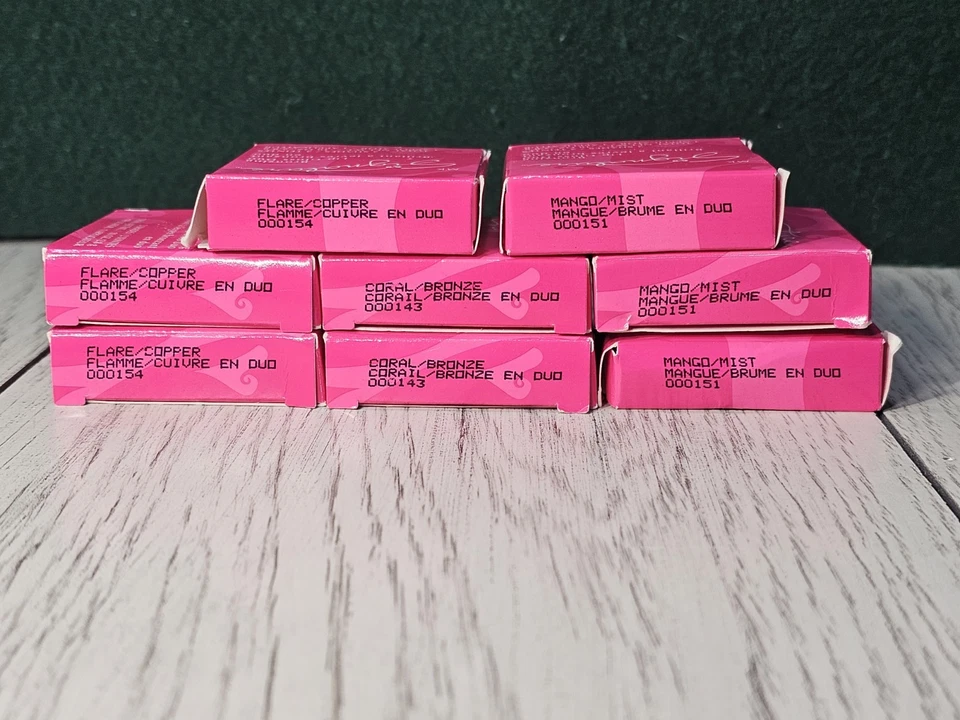 FLARE/COPPER
FLAMME/CUIVRE EN DUO
000154
MANGO/MIST
MANGUE/BRUME EN DUO
000151
FLARE/COPPER
FLAMME/CUIVRE EN DUO
000154
CORAL/BRONZE
CORAIL/BRONZE EN DUO
000143
MANGO/MIST
MANGUE/BRUME EN DUO
000151
FLARE/COPPER
FLAMME/CUIVRE EN DUO
000154
CORAL/BRONZE
CORAIL/BRONZE EN DUO
000143
MANGO/MIST
MANGUE/BRUME EN DUO
000151